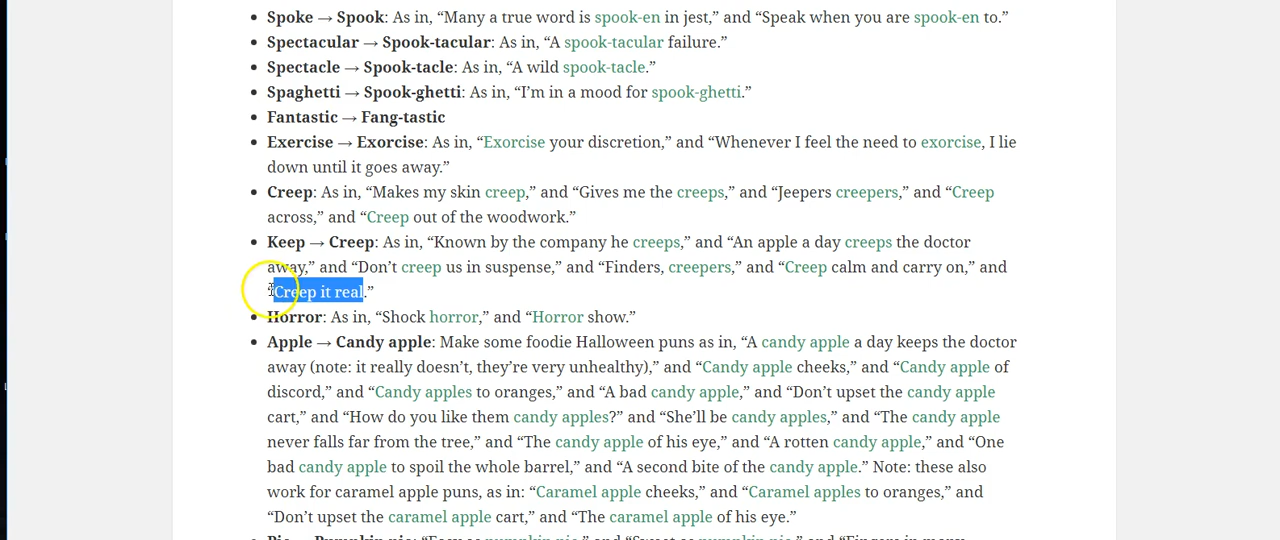 • Spoke → Spook: As in, “Many a true word is spook-en in jest,” and “Speak when you are spook-en to.”
• Spectacular → Spook-tacular: As in, “A spook-tacular failure.”
• Spectacle → Spook-tacle: As in, “A wild spook-tacle.”
• Spaghetti → Spook-ghetti: As in, “I’m in a mood for spook-ghetti.”
• Fantastic → Fang-tastic
• Exercise → Exorcise: As in, “Exorcise your discretion,” and “Whenever I feel the need to exorcise, I lie
down until it goes away.”
• Creep: As in, “Makes my skin creep,” and “Gives me the creeps,” and “Jeepers creepers,” and “Creep
across,” and “Creep out of the woodwork.”
• Keep → Creep: As in, “Known by the company he creeps,” and “An apple a day creeps the doctor
away,” and “Don’t creep us in suspense,” and “Finders, creepers,” and “Creep calm and carry on,” and
“Creep it real.”
• Horror: As in, “Shock horror,” and “Horror show.”
• Apple → Candy apple: Make some foodie Halloween puns as in, “A candy apple a day keeps the doctor
away (note: it really doesn’t, they’re very unhealthy),” and “Candy apple cheeks,” and “Candy apple of
discord,” and “Candy apples to oranges,” and “A bad candy apple,” and “Don’t upset the candy apple
cart,” and “How do you like them candy apples?” and “She’ll be candy apples,” and “The candy apple
never falls far from the tree,” and “The candy apple of his eye,” and “A rotten candy apple,” and “One
bad candy apple to spoil the whole barrel,” and “A second bite of the candy apple.” Note: these also
work for caramel apple puns, as in: “Caramel apple cheeks,” and “Caramel apples to oranges,” and
“Don’t upset the caramel apple cart,” and “The caramel apple of his eye.”